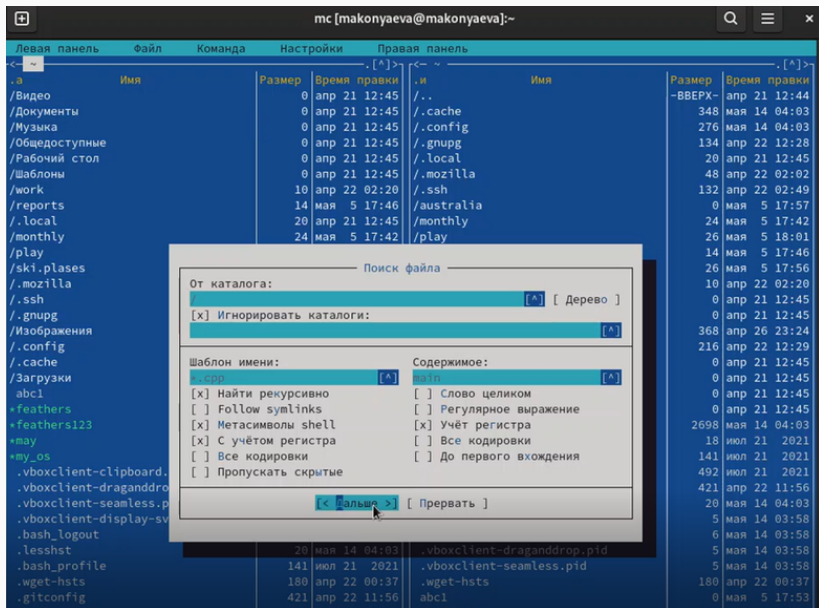 mc [makonyaeva@makonyaeva]:~
Левая панель Файл Команда Настройки Правая панель
<- ~ .[^]> <- ~ .[^]>
.а Имя Размер Время правки .и Имя Размер Время правки
/Видео 0 апр 21 12:45 /.. -ВВЕРХ- апр 21 12:44
/Документы 0 апр 21 12:45 /.cache 348 мая 14 04:03
/Музыка 0 апр 21 12:45 /.config 276 мая 14 04:03
/Общедоступные 0 апр 21 12:45 /.gnupg 134 апр 22 12:28
/Рабочий стол 0 апр 21 12:45 /.local 20 апр 21 12:45
/Шаблоны 0 апр 21 12:45 /.mozilla 48 апр 22 02:02
/work 10 апр 22 02:20 /.ssh 132 апр 22 02:49
/reports 14 мая 5 17:46 /australia 0 мая 5 17:57
/.local 20 апр 21 12:45 /monthly 24 мая 5 17:42
/monthly 24 мая 5 17:42 /play 26 мая 5 18:01
/play 14 мая 5 17:46
/ski.plases Поиск файла 26 мая 5 17:56
/.mozilla От каталога: 10 апр 22 02:20
/.ssh / [^] [ Дерево ] 0 апр 21 12:45
/.gnupg [x] Игнорировать каталоги: 0 апр 21 12:45
/Изображения [^] 368 апр 26 23:24
/.config 216 апр 22 12:29
/.cache Шаблон имени: Содержимое: 0 апр 21 12:45
/Загрузки *.cpp [^] main [^] 0 апр 21 12:45
abc1 [x] Найти рекурсивно [ ] Слово целиком 0 апр 21 12:45
*feathers [ ] Follow symlinks [ ] Регулярное выражение 0 апр 21 12:45
*feathers123 [x] Метасимволы shell [x] Учёт регистра 2698 мая 14 04:03
*may [x] С учётом регистра [ ] Все кодировки 18 июл 21 2021
*my_os [ ] Все кодировки [ ] До первого вхождения 141 июл 21 2021
.vboxclient-clipboard. [ ] Пропускать скрытые 492 июл 21 2021
.vboxclient-draganddro 421 апр 22 11:56
.vboxclient-seamless.p [< Дальше >] [ Прервать ] 20 мая 14 04:03
.vboxclient-display-sv 5 мая 14 03:58
.bash_logout 6 мая 14 03:58
.lesshst 20 мая 14 04:03 .vboxclient-draganddrop.pid 5 мая 14 03:58
.bash_profile 141 июл 21 2021 .vboxclient-seamless.pid 5 мая 14 03:58
.wget-hsts 180 апр 22 00:37 .wget-hsts 180 апр 22 00:37
.gitconfig 421 апр 22 11:56 abc1 0 мая 5 17:53